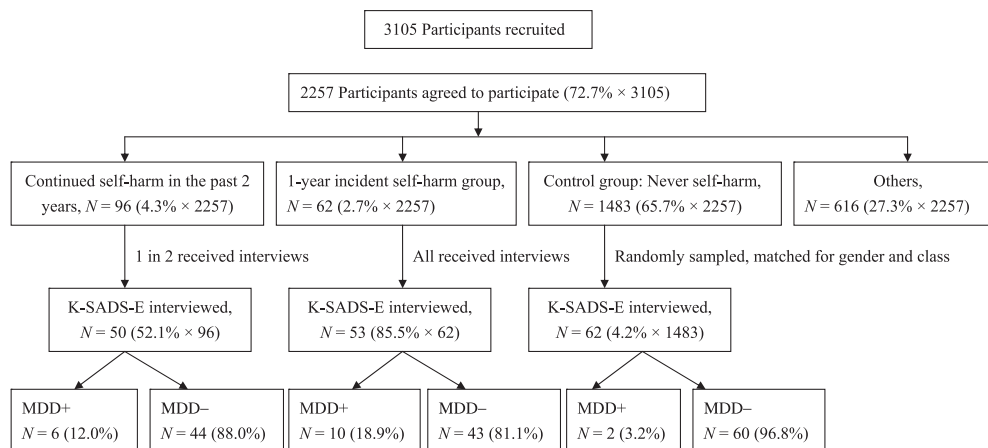 3105 Participants recruited
2257 Participants agreed to participate (72.7% × 3105)
Continued self-harm in the past 2
years, N = 96 (4.3% × 2257)
1-year incident self-harm group,
N = 62 (2.7% × 2257)
Control group: Never self-harm,
N = 1483 (65.7% × 2257)
Others,
N = 616 (27.3% × 2257)
1 in 2 received interviews
All received interviews
Randomly sampled, matched for gender and class
K-SADS-E interviewed,
N = 50 (52.1% × 96)
K-SADS-E interviewed,
N = 53 (85.5% × 62)
K-SADS-E interviewed,
N = 62 (4.2% × 1483)
MDD+
N = 6 (12.0%)
MDD–
N = 44 (88.0%)
MDD+
N = 10 (18.9%)
MDD–
N = 43 (81.1%)
MDD+
N = 2 (3.2%)
MDD–
N = 60 (96.8%)